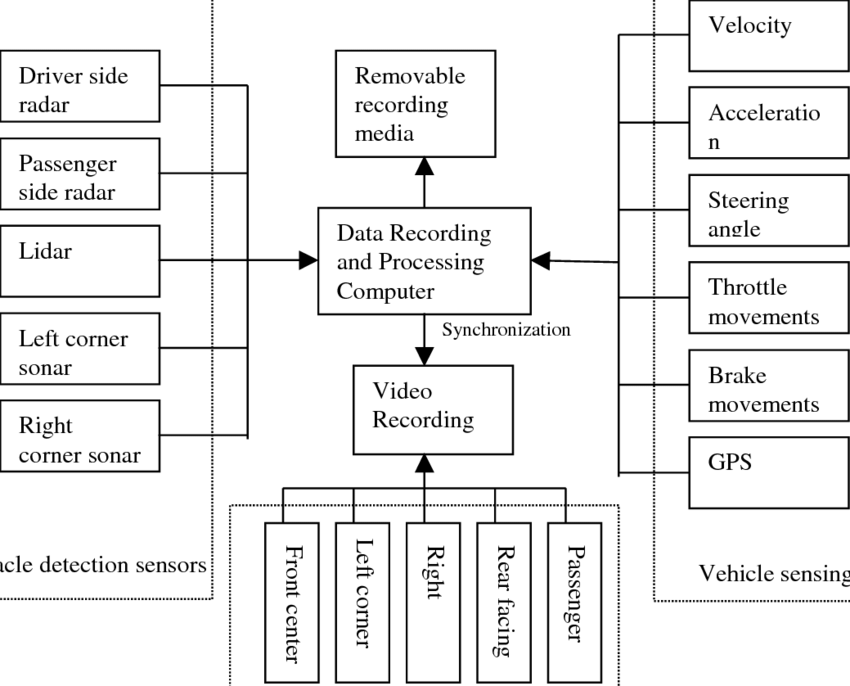 Driver side
radar
Passenger
side radar
Lidar
Left corner
sonar
Right
corner sonar
detection sensors
Removable
recording
media
Data Recording
and Processing
Computer
Synchronization
Video
Recording
Front center
Left corner
Right
Rear facing
Passenger
Velocity
Acceleratio
n
Steering
angle
Throttle
movements
Brake
movements
GPS
Vehicle sensing